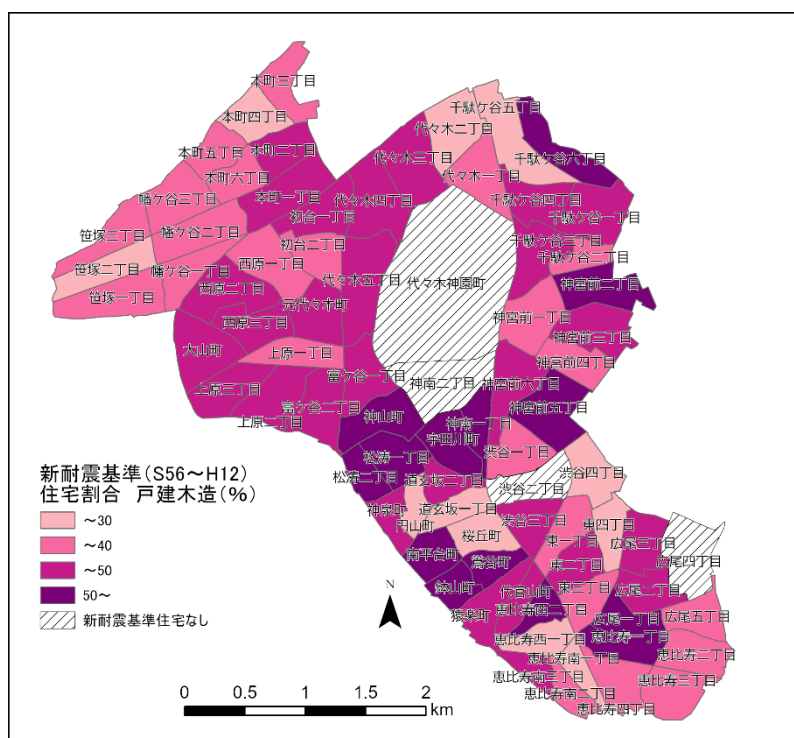 本町三丁目
本町四丁目
千駄ケ谷五丁目
代々木二丁目
本町五丁目
本町二丁目
代々木三丁目
千駄ケ谷六丁目
本町六丁目
代々木一丁目
幡ケ谷三丁目
本町一丁目
代々木四丁目
千駄ケ谷四丁目
初台一丁目
千駄ケ谷一丁目
笹塚三丁目
幡ケ谷二丁目
初台二丁目
千駄ケ谷三丁目
千駄ケ谷二丁目
笹塚二丁目
幡ケ谷一丁目
西原一丁目
代々木五丁目
代々木神園町
神宮前二丁目
笹塚一丁目
西原二丁目
元代々木町
西原三丁目
神宮前一丁目
神宮前三丁目
大山町
上原一丁目
神宮前四丁目
富ケ谷一丁目
神南二丁目
神宮前六丁目
上原三丁目
富ケ谷二丁目
神宮前五丁目
上原二丁目
神山町
神南一丁目
宇田川町
渋谷一丁目
松涛一丁目
渋谷四丁目
松涛二丁目
道玄坂二丁目
渋谷二丁目
神泉町
道玄坂一丁目
円山町
渋谷三丁目
東四丁目
桜丘町
東一丁目
広尾三丁目
南平台町
鶯谷町
東二丁目
広尾四丁目
鉢山町
代官山町
東三丁目
広尾二丁目
猿楽町
恵比寿西二丁目
広尾一丁目
広尾五丁目
恵比寿西一丁目
恵比寿一丁目
恵比寿南一丁目
恵比寿二丁目
恵比寿南三丁目
恵比寿三丁目
恵比寿南二丁目
恵比寿四丁目
新耐震基準(S56～H12)
住宅割合 戸建木造(%)
～30
～40
～50
50～
新耐震基準住宅なし
N
0 0.5 1 1.5 2
km